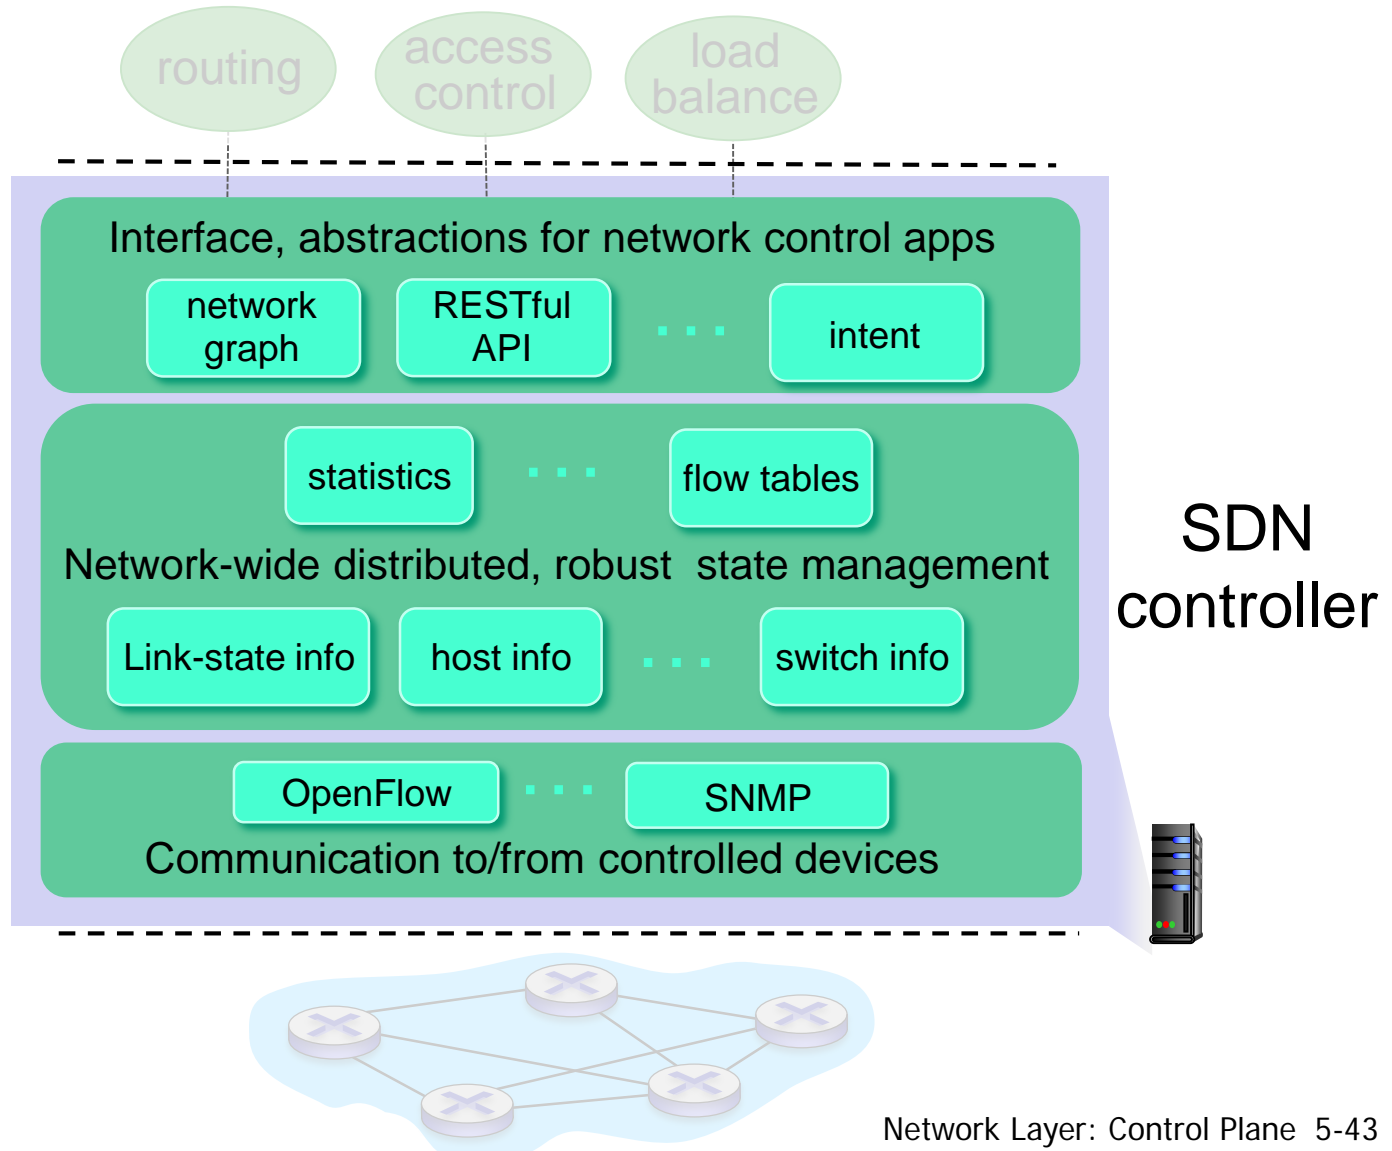 routing
access
control
load
balance
Interface, abstractions for network control apps
network
graph
RESTful
API
intent
statistics
flow tables
Network-wide distributed, robust  state management
Link-state info
host info
switch info
OpenFlow
SNMP
Communication to/from controlled devices
SDN
controller
Network Layer: Control Plane  5-43